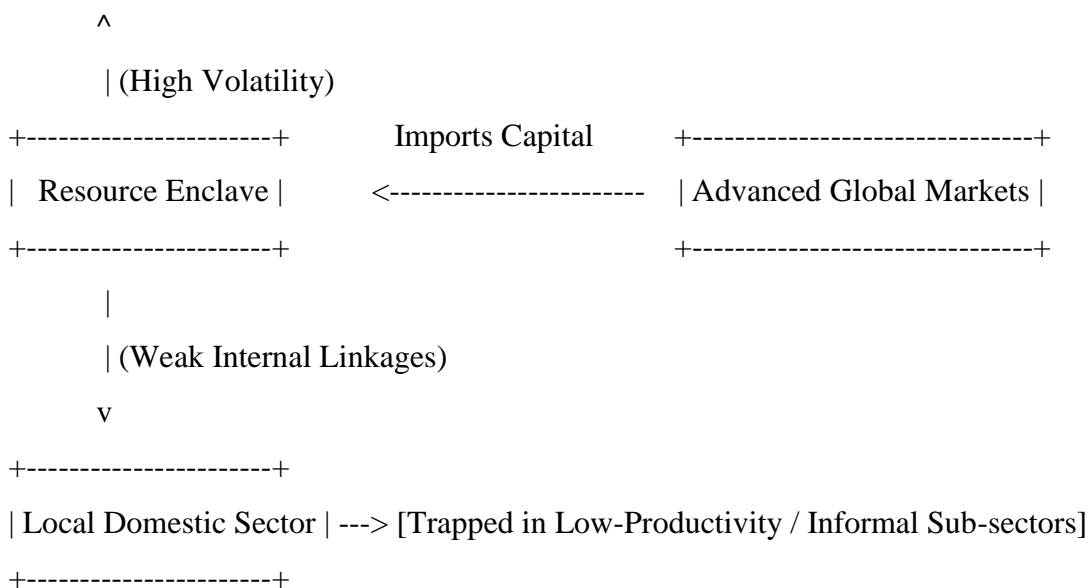 ^
| (High Volatility)
+-----------------------+ Imports Capital +--------------------------------+
| Resource Enclave | <------------------------ | Advanced Global Markets |
+-----------------------+ +--------------------------------+
|
| (Weak Internal Linkages)
v
+-----------------------+
| Local Domestic Sector | ---> [Trapped in Low-Productivity / Informal Sub-sectors]
+-----------------------+